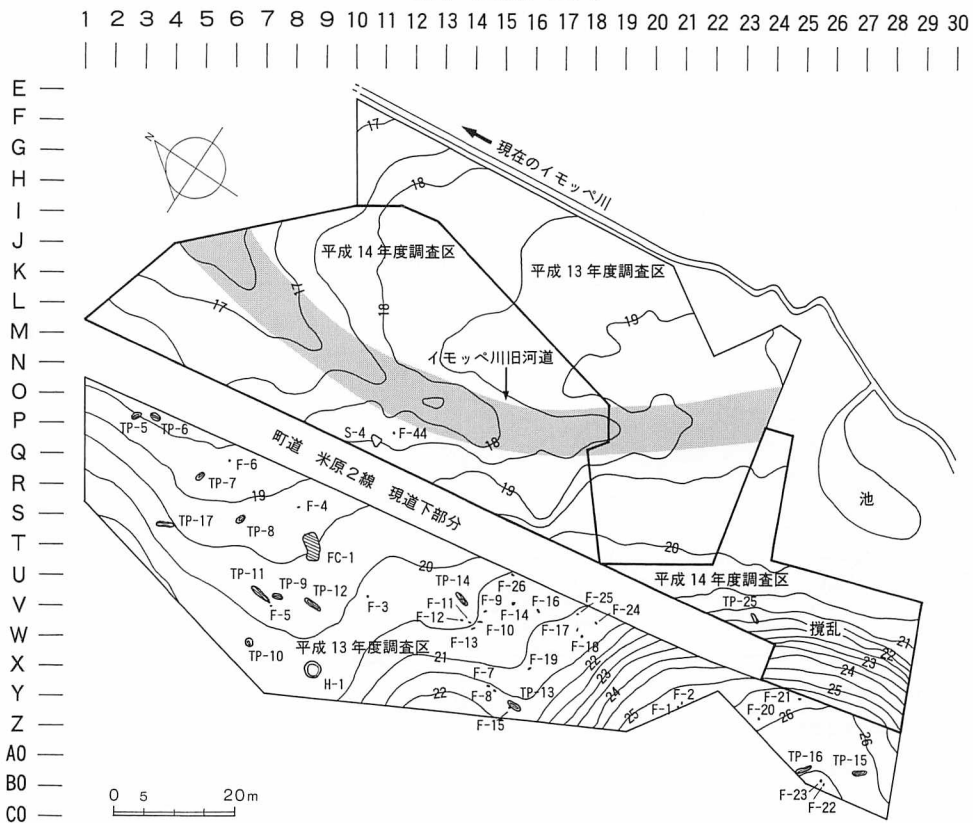 1 2 3 4 5 6 7 8 9 10 11 12 13 14 15 16 17 18 19 20 21 22 23 24 25 26 27 28 29 30
E
F
G
H
I
J
K
L
M
N
O
P
Q
R
S
T
U
V
W
X
Y
Z
A0
B0
C0
N
17
現在のイモッペ川
18
平成14年度調査区
平成13年度調査区
17
17
18
19
イモッペ川旧河道
TP-5
TP-6
S-4
F-44
18
町道 米原2線 現道下部分
F-6
TP-7
19
19
池
F-4
TP-17
TP-8
FC-1
20
20
平成14年度調査区
TP-11
TP-9
TP-12
F-5
F-3
TP-14
F-26
F-11
F-9
F-16
F-25
F-12
F-14
F-24
F-10
F-13
F-17
F-18
TP-25
撹乱
21
22
23
24
25
TP-10
平成13年度調査区
H-1
21
22
F-7
F-8
F-19
TP-13
F-15
22
23
24
25
F-1
F-2
F-21
F-20
26
26
TP-16
TP-15
F-23
F-22
0 5 20m